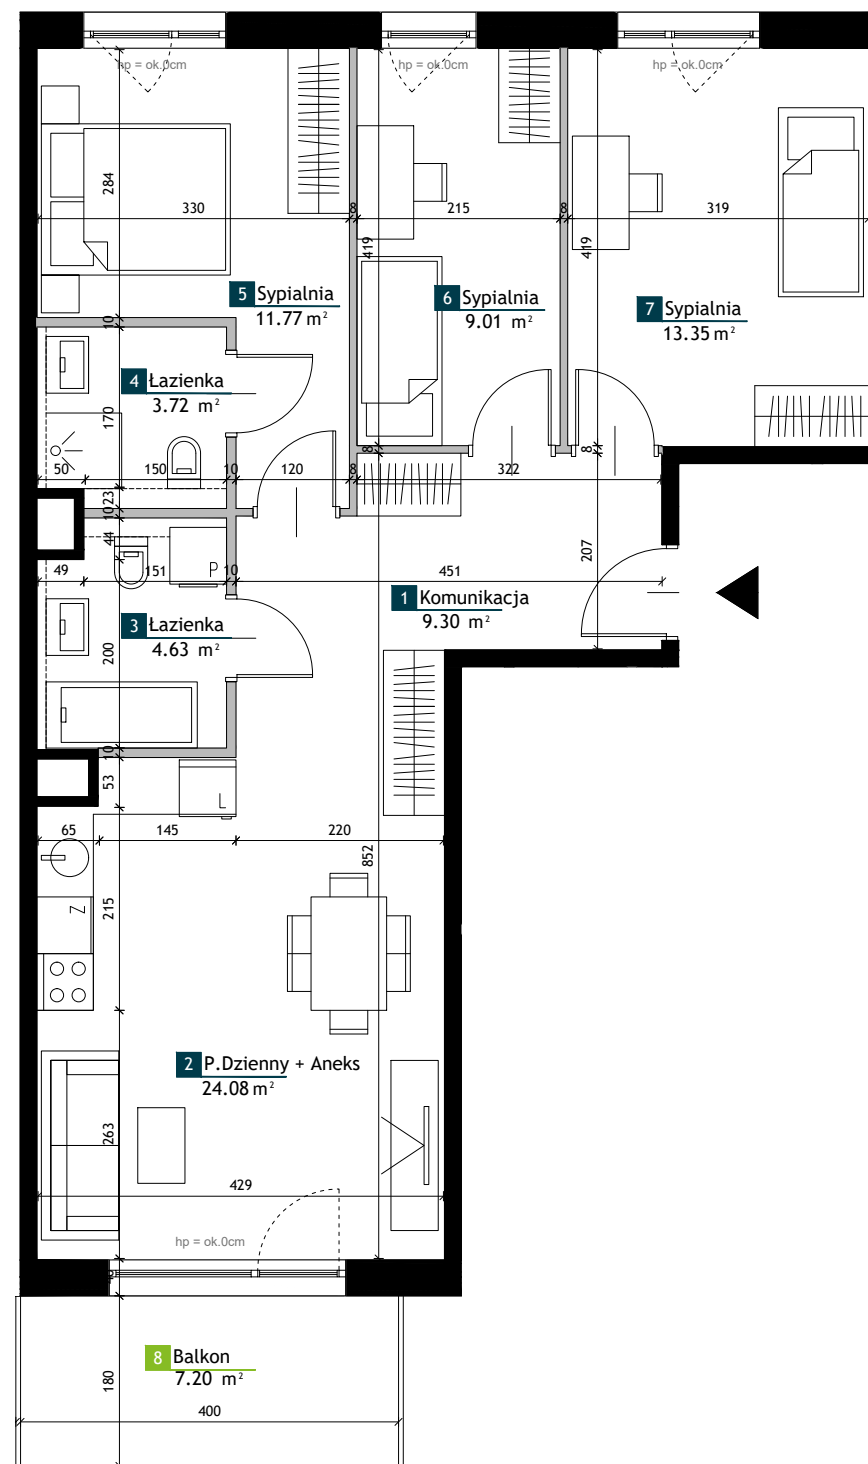 hp = ok.0cm
hp = ok.0cm
hp = ok.0cm
284
330
8
215
8
319
419
419
5 Sypialnia
11.77 m²
6 Sypialnia
9.01 m²
7 Sypialnia
13.35 m²
10
4 Łazienka
3.72 m²
170
8
8
50
150
10
120
8
322
23
10
44
207
P
49
151
10
451
1 Komunikacja
9.30 m²
3 Łazienka
4.63 m²
200
10
53
L
65
145
220
852
215
Z
2 P.Dzienny + Aneks
24.08 m²
263
429
hp = ok.0cm
8 Balkon
7.20 m²
180
400